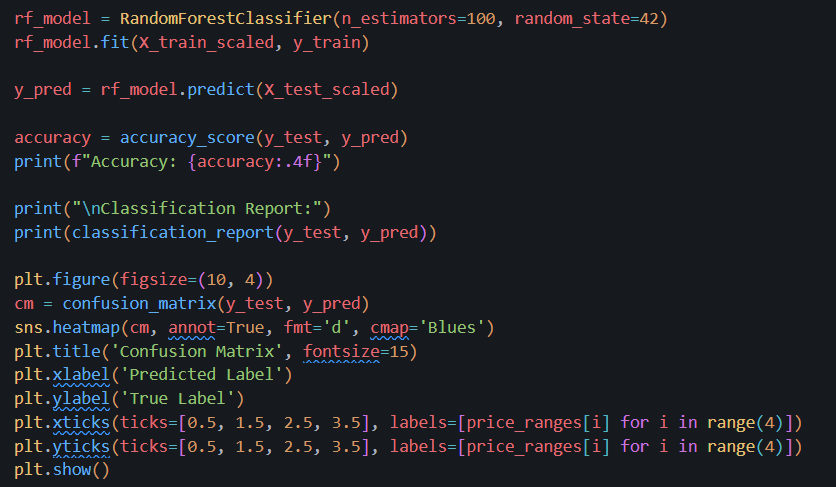 rf_model = RandomForestClassifier(n_estimators=100, random_state=42)
rf_model.fit(X_train_scaled, y_train)
y_pred = rf_model.predict(X_test_scaled)
accuracy = accuracy_score(y_test, y_pred)
print(f"Accuracy: {accuracy:.4f}")
print("\nClassification Report:")
print(classification_report(y_test, y_pred))
plt.figure(figsize=(10, 4))
cm = confusion_matrix(y_test, y_pred)
sns.heatmap(cm, annot=True, fmt='d', cmap='Blues')
plt.title('Confusion Matrix', fontsize=15)
plt.xlabel('Predicted Label')
plt.ylabel('True Label')
plt.xticks(ticks=[0.5, 1.5, 2.5, 3.5], labels=[price_ranges[i] for i in range(4)])
plt.yticks(ticks=[0.5, 1.5, 2.5, 3.5], labels=[price_ranges[i] for i in range(4)])
plt.show()